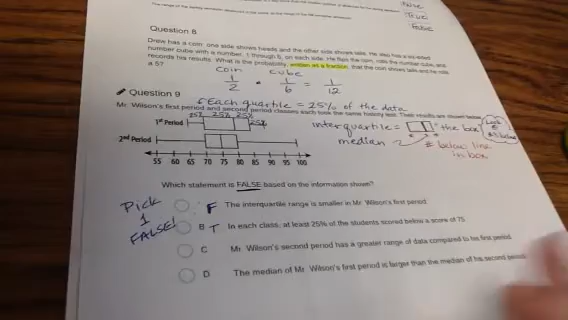 The range of the
False
True
False
Question 8
Drew has a coin: one side shows heads and the other side shows tails. He also has a six-sided
number cube with a number, 1 through 6, on each side. He flips the coin, rolls the number cube, and
records his results. What is the probability, written as a fraction, that the coin shows tails and he rolls
a 5?
coin cube
1/2 • 1/6 = 1/12
Question 9
Each quartile = 25% of the data
Mr. Wilson's first period and second period classes each took the same history test. Their results are shown below.
25% 25% 25% 25%
1st Period
interquartile = the box
2nd Period
median
# below line
in box
Look @
55 60 65 70 75 80 85 90 95 100
Which statement is FALSE based on the information shown?
Pick
1
FALSE!
F The interquartile range is smaller in Mr. Wilson's first period
B T In each class, at least 25% of the students scored below a score of 75
C Mr. Wilson's second period has a greater range of data compared to his first period
D The median of Mr. Wilson's first period is larger than the median of his second period